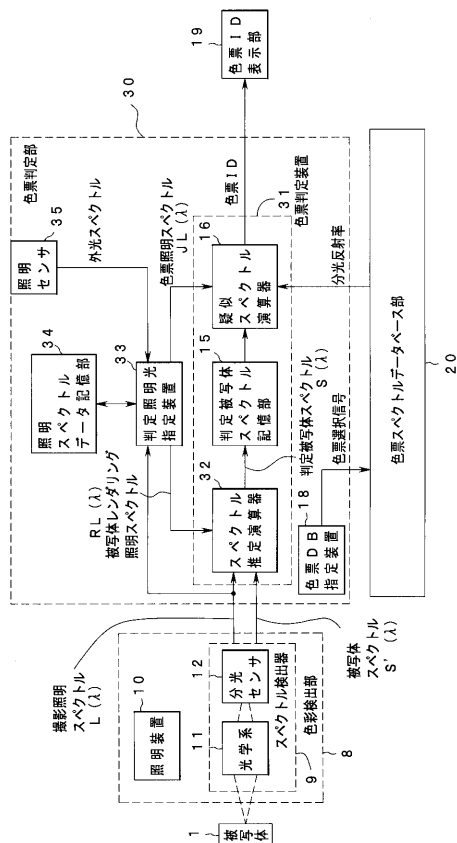 被写体
1
照明装置
10
光学系
11
分光
センサ
12
スペクトル検出器
9
色彩検出部
8
撮影照明
スペクトル
L(λ)
被写体
スペクトル
S'(λ)
RL(λ)
被写体レンダリング
照明スペクトル
照明
スペクトル
データ記憶部
34
照明
センサ
35
外光スペクトル
判定照明光
指定装置
33
色票照明スペクトル
JL(λ)
スペクトル
推定演算器
32
判定被写体
スペクトル
記憶部
15
疑似
スペクトル
演算器
16
31
色票判定装置
判定被写体スペクトル
S(λ)
色票判定部
30
色票DB
指定装置
18
色票選択信号
分光反射率
色票スペクトルデータベース部
20
色票ID
色票ID
表示部
19